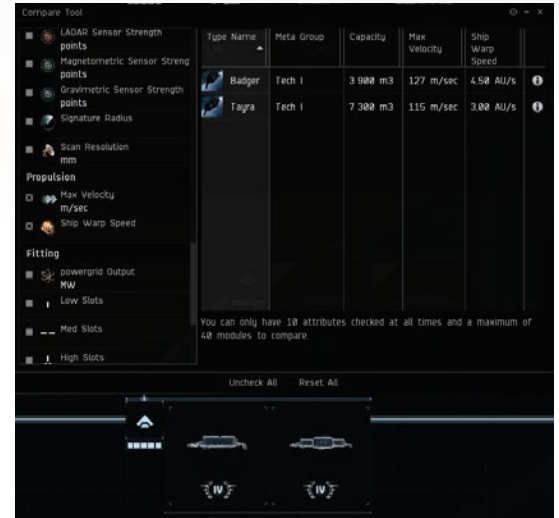 Compare Tool
LADAR Sensor Strength
points
Magnetometric Sensor Streng
points
Gravimetric Sensor Strength
points
Signature Radius
Scan Resolution
mm
Propulsion
Max Velocity
m/sec
Ship Warp Speed
Fitting
powergrid Output
MW
Low Slots
Med Slots
High Slots
Type Name Meta Group Capacity Max Velocity Ship Warp Speed
Badger Tech I 3 900 m3 127 m/sec 4.50 AU/s
Tayra Tech I 7 300 m3 115 m/sec 3.00 AU/s
You can only have 10 attributes checked at all times and a maximum of
40 modules to compare.
Uncheck All Reset All
IV IV